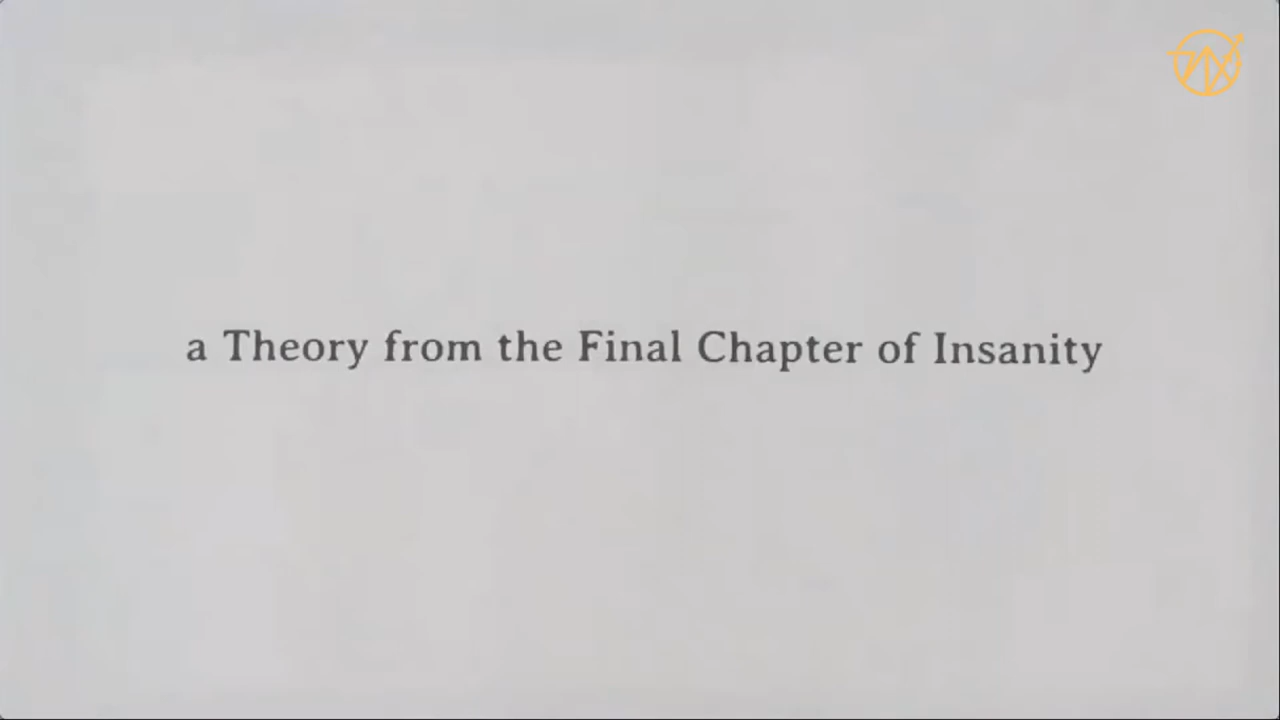 a Theory from the Final Chapter of Insanity